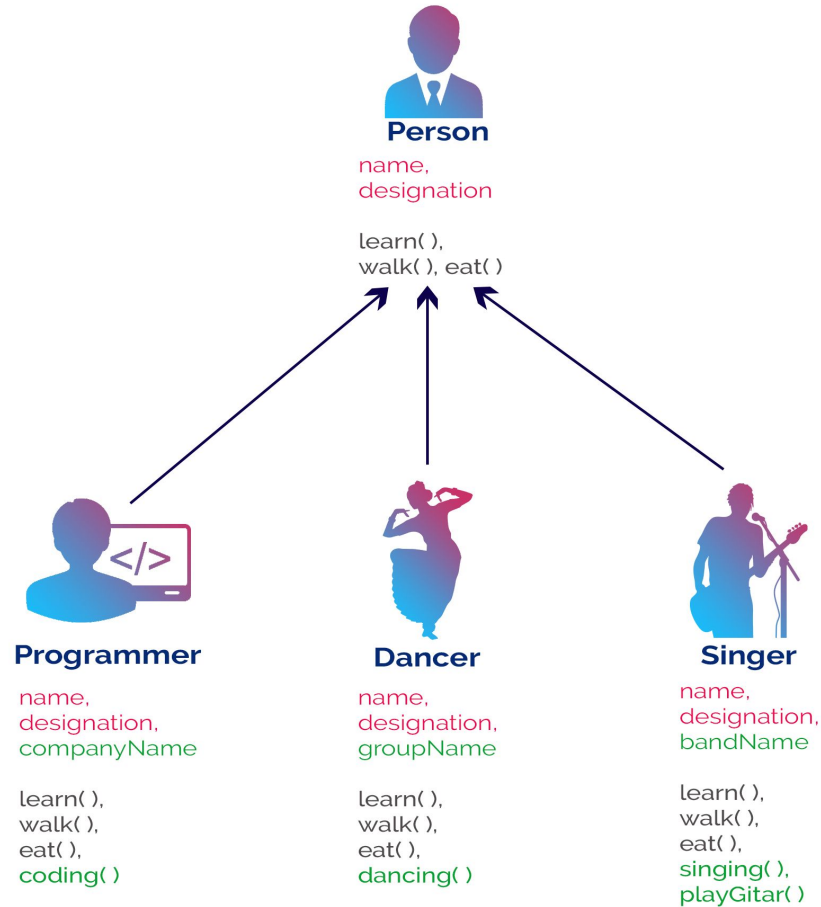 Person
name,
designation
learn( ),
walk( ), eat( )
</>
Programmer
name,
designation,
companyName
learn( ),
walk( ),
eat( ),
coding( )
Dancer
name,
designation,
groupName
learn( ),
walk( ),
eat( ),
dancing( )
Singer
name,
designation,
bandName
learn( ),
walk( ),
eat( ),
singing( ),
playGitar( )